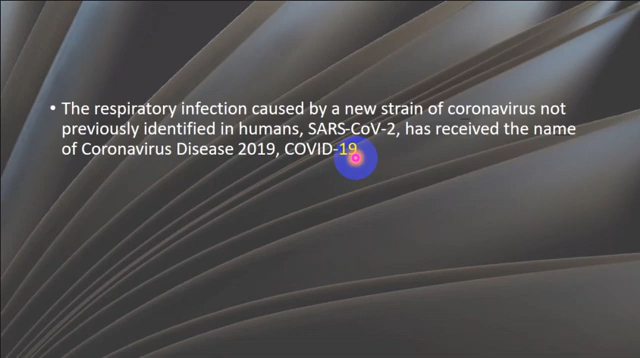 • The respiratory infection caused by a new strain of coronavirus not
previously identified in humans, SARS-CoV-2, has received the name
of Coronavirus Disease 2019, COVID-19